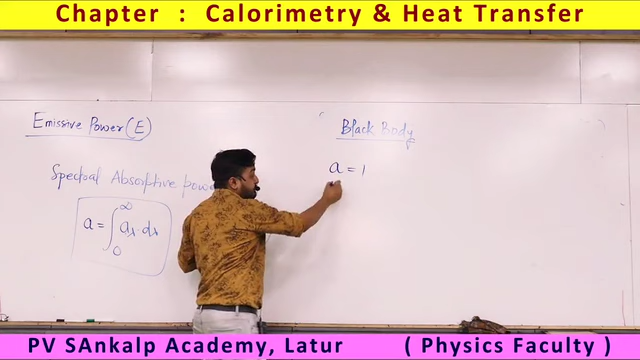 Chapter : Calorimetry & Heat Transfer
Emissive Power (E)
Black Body
a = 1
Spectral Absorptive power
a = ∫₀^∞ aλ · dλ
PV SAnkalp Academy, Latur ( Physics Faculty )